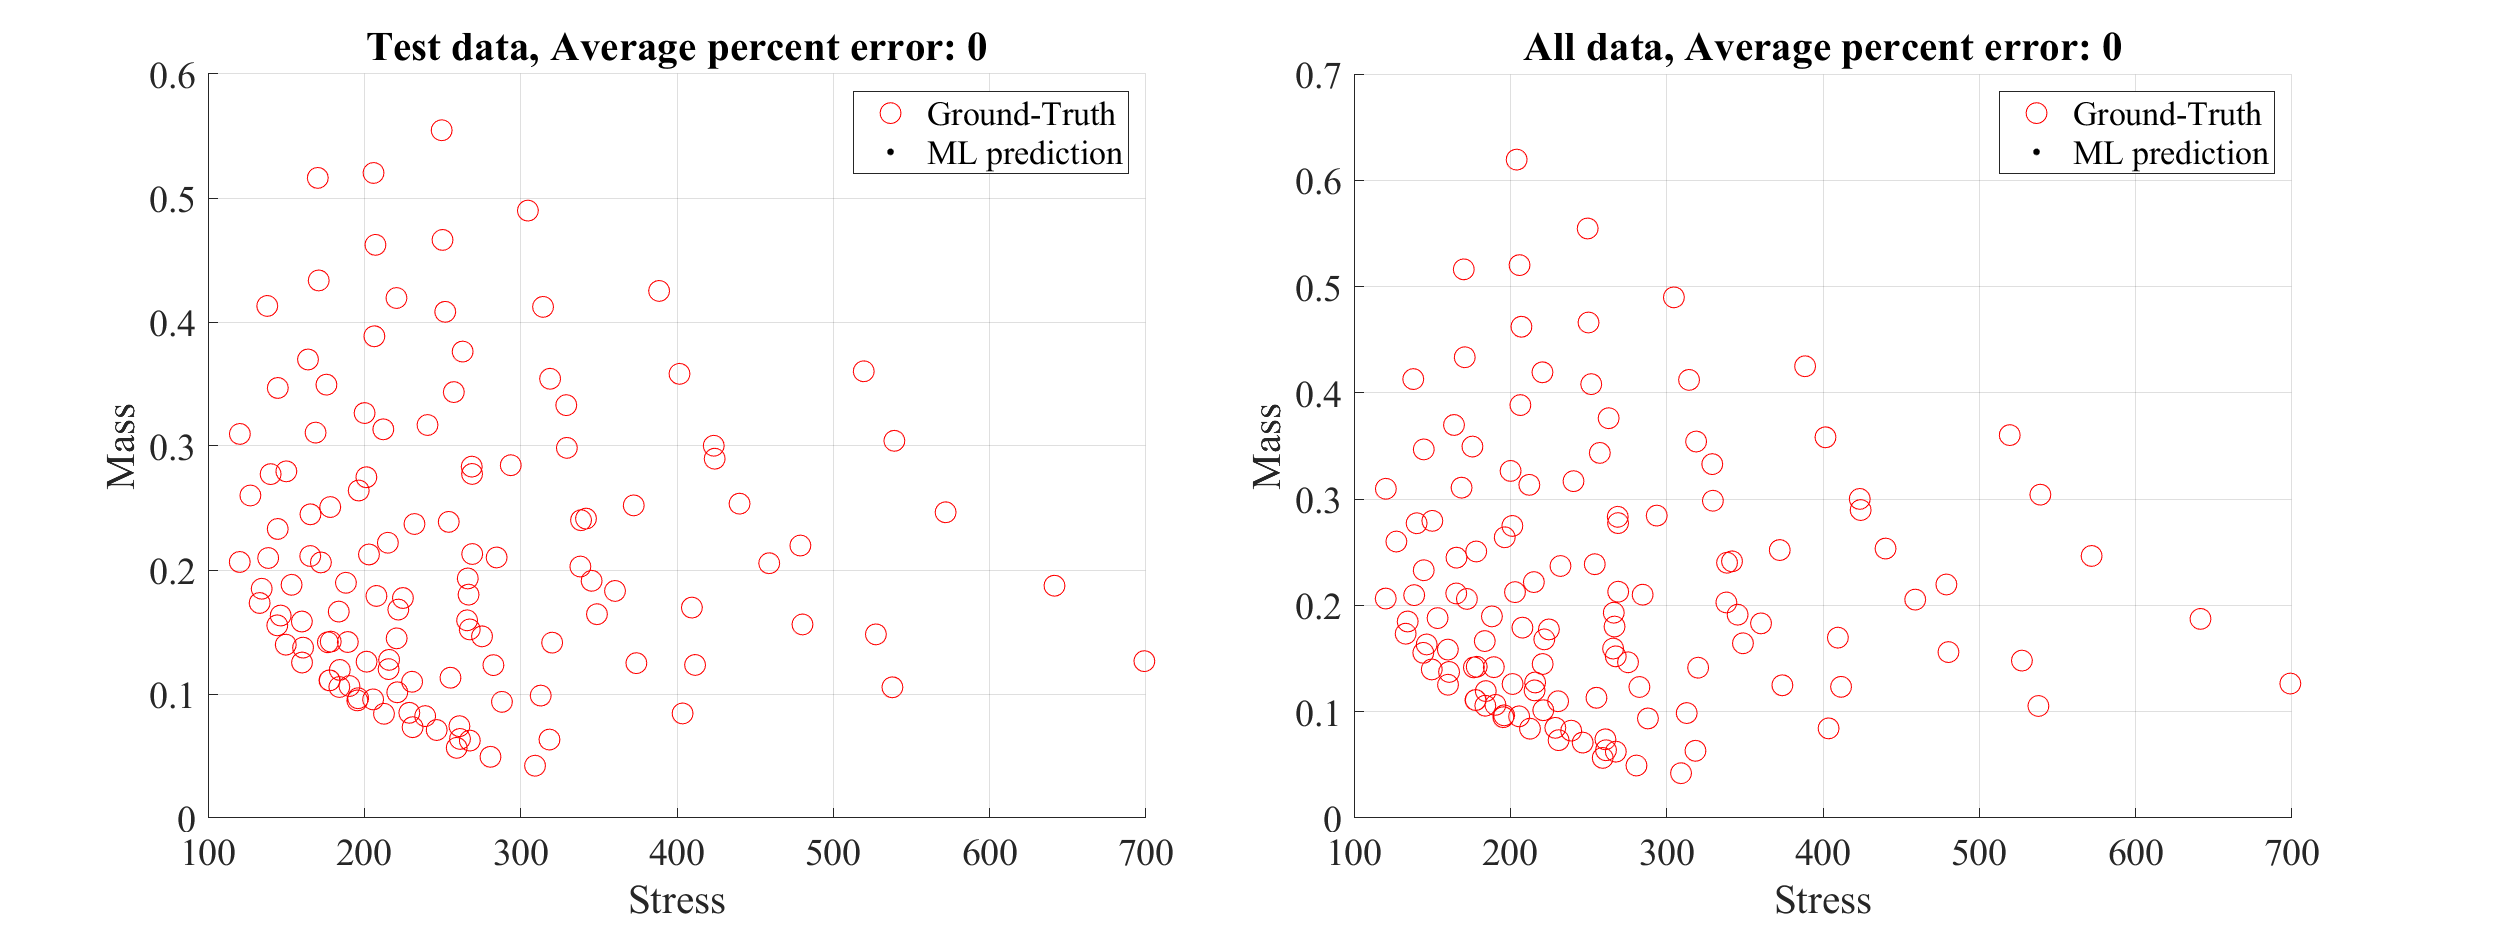 Test data, Average percent error: 0
0.6
0.5
0.4
0.3
0.2
0.1
0
Mass
Ground-Truth
ML prediction
100 200 300 400 500 600 700
Stress
All data, Average percent error: 0
0.7
0.6
0.5
0.4
0.3
0.2
0.1
0
Mass
Ground-Truth
ML prediction
100 200 300 400 500 600 700
Stress